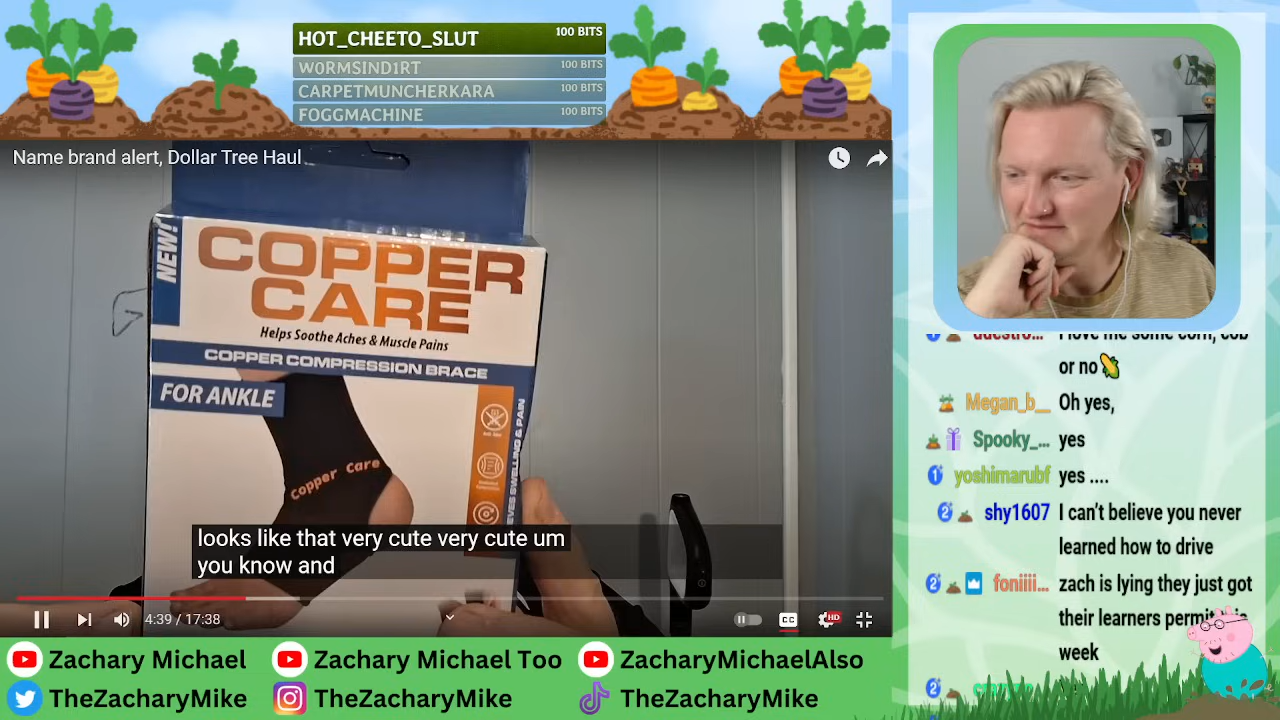 HOT_CHEETO_SLUT 100 BITS
W0RMSIND1RT 100 BITS
CARPETMUNCHERKARA 100 BITS
FOGGMACHINE 100 BITS
Name brand alert, Dollar Tree Haul
NEW!
COPPER
CARE
Helps Soothe Aches & Muscle Pains
COPPER COMPRESSION BRACE
FOR ANKLE
Copper Care
SWELLING & PAIN
looks like that very cute very cute um
you know and
4:39 / 17:38
CC
HD
I love me some corn, cob
or no
Megan_b__ Oh yes,
Spooky_... yes
yoshimarubf yes ....
shy1607 I can't believe you never
learned how to drive
foniiii... zach is lying they just got
their learners
week
Zachary Michael
Zachary Michael Too
ZacharyMichaelAlso
TheZacharyMike
TheZacharyMike
TheZacharyMike